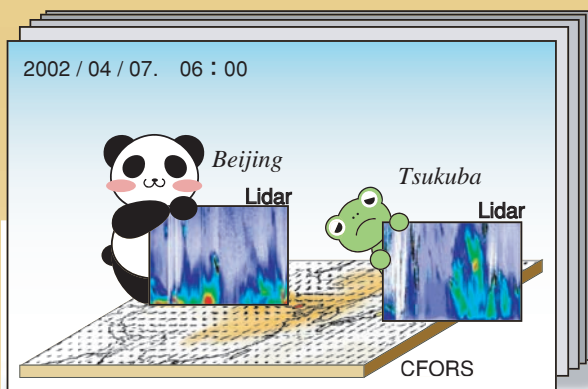 2002 / 04 / 07.　06：00
Beijing
Lidar
Tsukuba
Lidar
CFORS